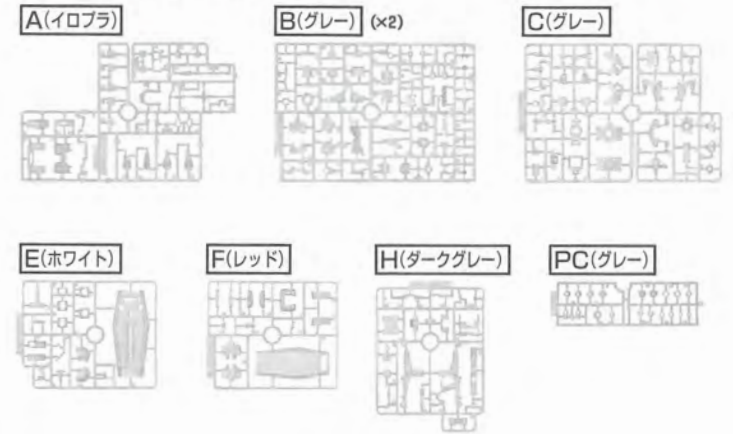 A(イロプラ)
B(グレー) (×2)
C(グレー)
E(ホワイト)
F(レッド)
H(ダークグレー)
PC(グレー)